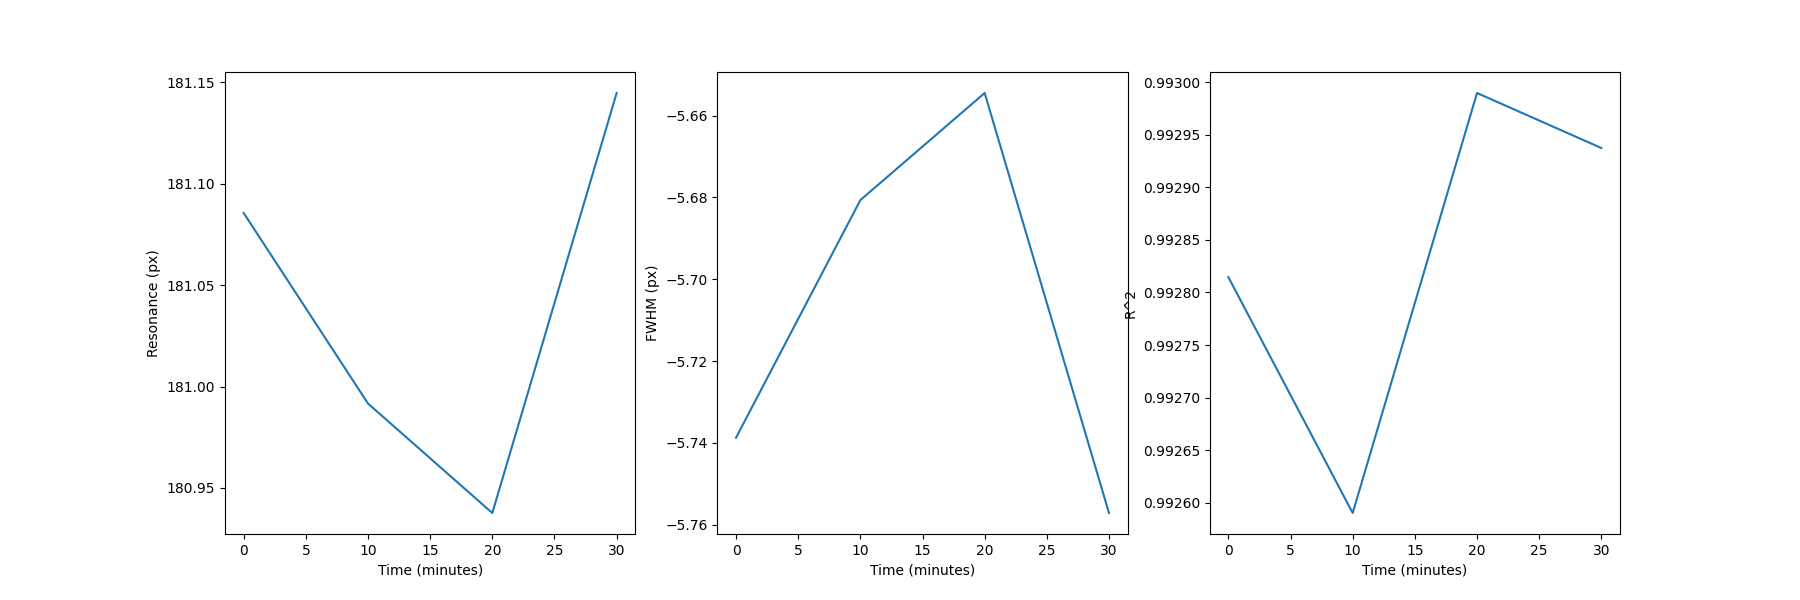 181.15
181.10
181.05
181.00
180.95
Resonance (px)
0 5 10 15 20 25 30
Time (minutes)
−5.66
−5.68
−5.70
−5.72
−5.74
−5.76
FWHM (px)
0 5 10 15 20 25 30
Time (minutes)
0.99300
0.99295
0.99290
0.99285
0.99280
0.99275
0.99270
0.99265
0.99260
R^2
0 5 10 15 20 25 30
Time (minutes)